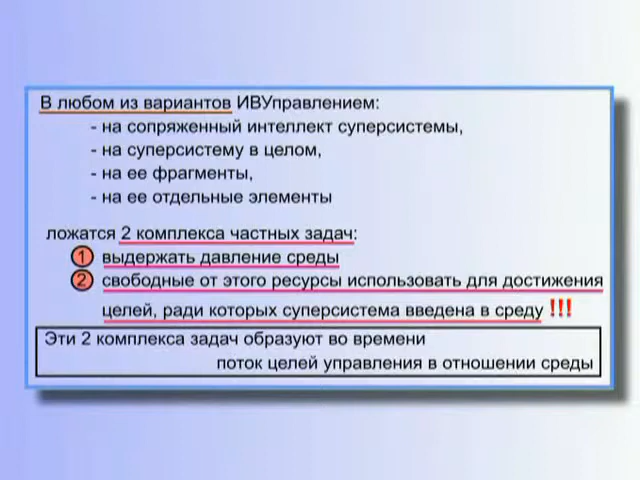 В любом из вариантов ИВУправлением:
- на сопряженный интеллект суперсистемы,
- на суперсистему в целом,
- на ее фрагменты,
- на ее отдельные элементы
ложатся 2 комплекса частных задач:
1 выдержать давление среды
2 свободные от этого ресурсы использовать для достижения
целей, ради которых суперсистема введена в среду !!!
Эти 2 комплекса задач образуют во времени
поток целей управления в отношении среды